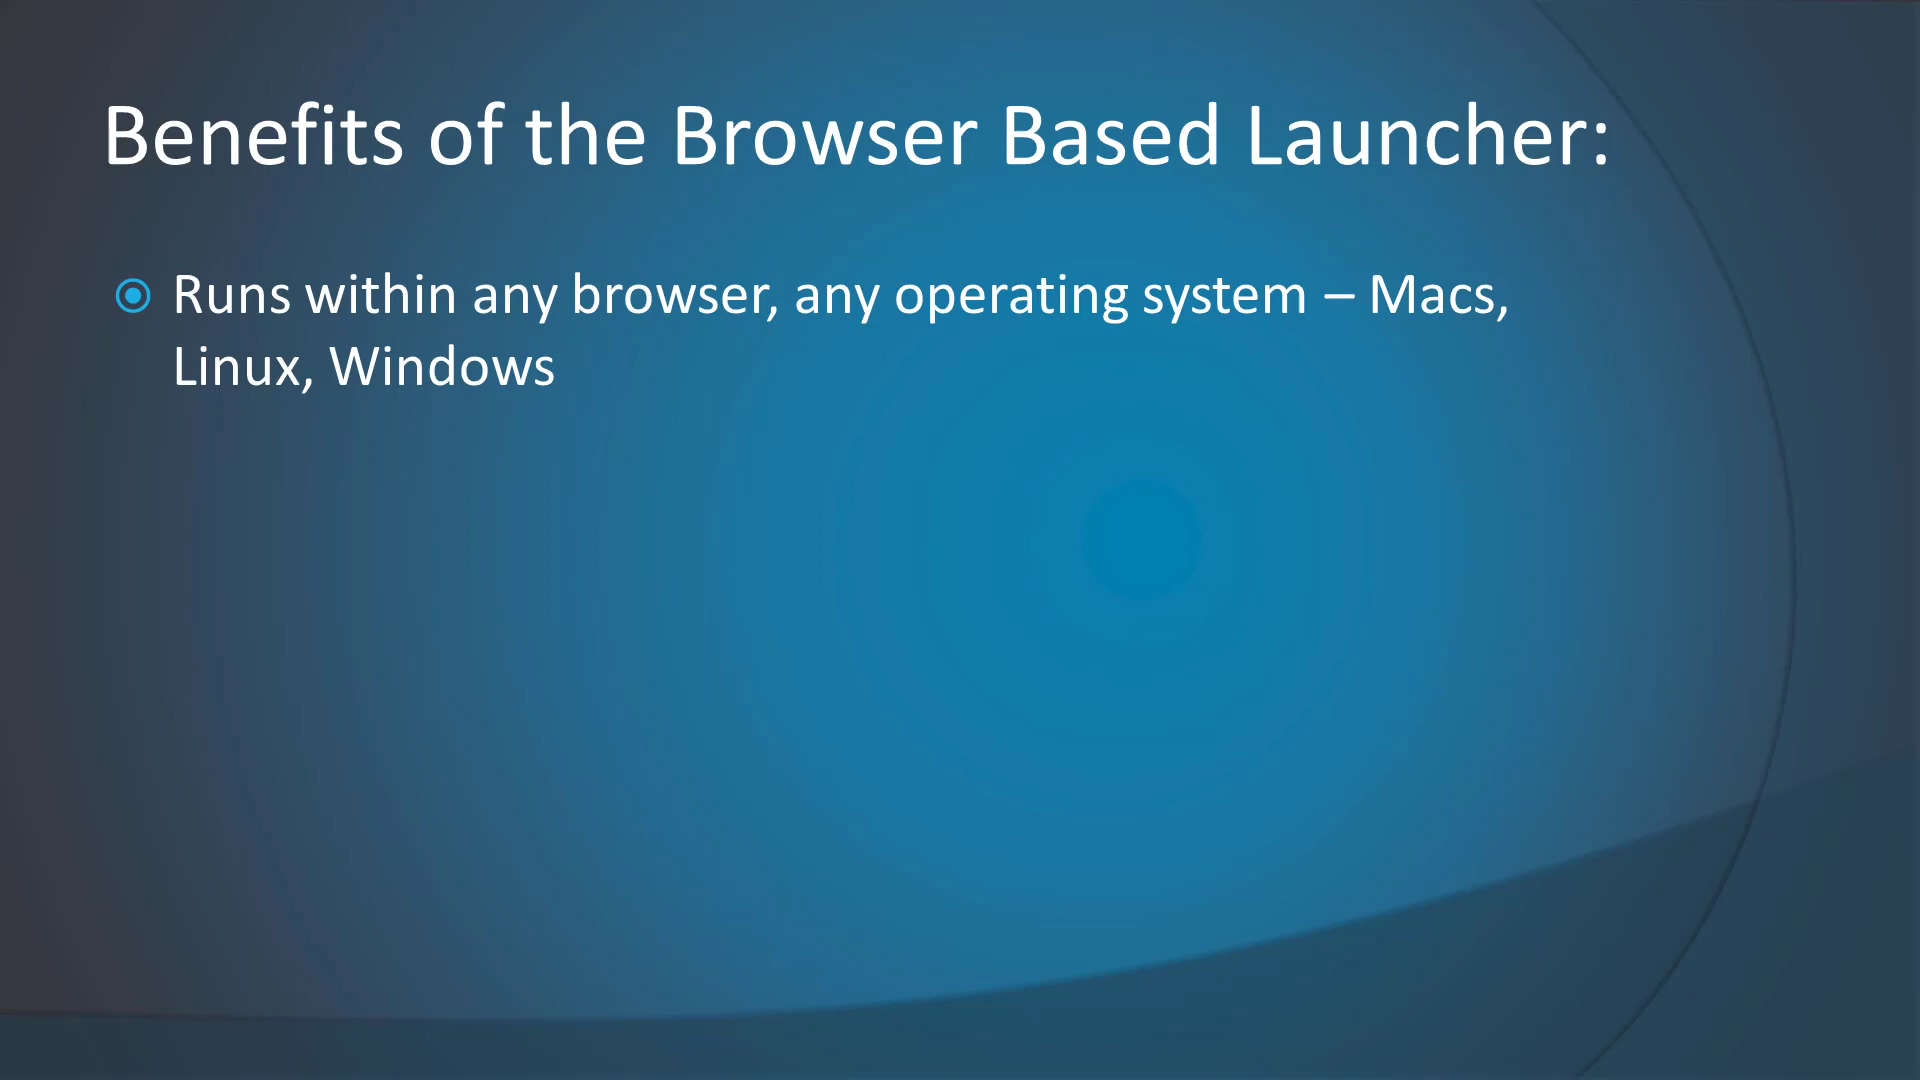 Benefits of the Browser Based Launcher:
Runs within any browser, any operating system – Macs,
Linux, Windows